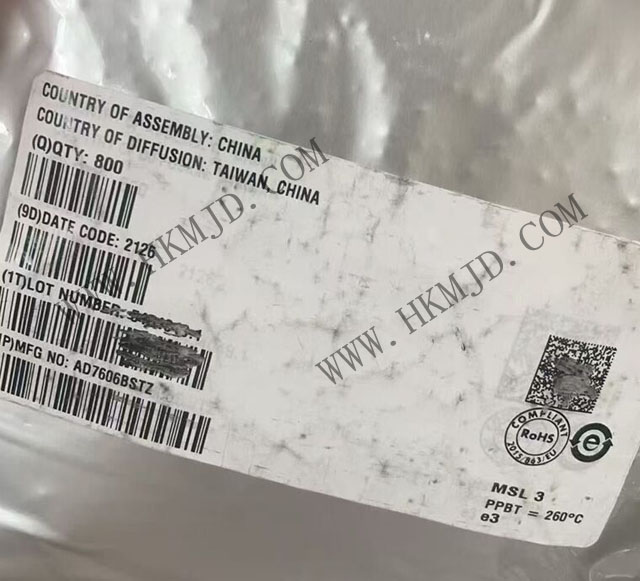 COUNTRY OF ASSEMBLY: CHINA
COUNTRY OF DIFFUSION: TAIWAN, CHINA
(Q)QTY: 800
(9D)DATE CODE: 2126
(1T)LOT NUMBER:
P)MFG NO: AD7606BSTZ
HKMJD. COM
WWW. HKMJD. COM
COMPLIANT
RoHS
2015/863/EU
e
MSL 3
PPBT = 260°C
e3